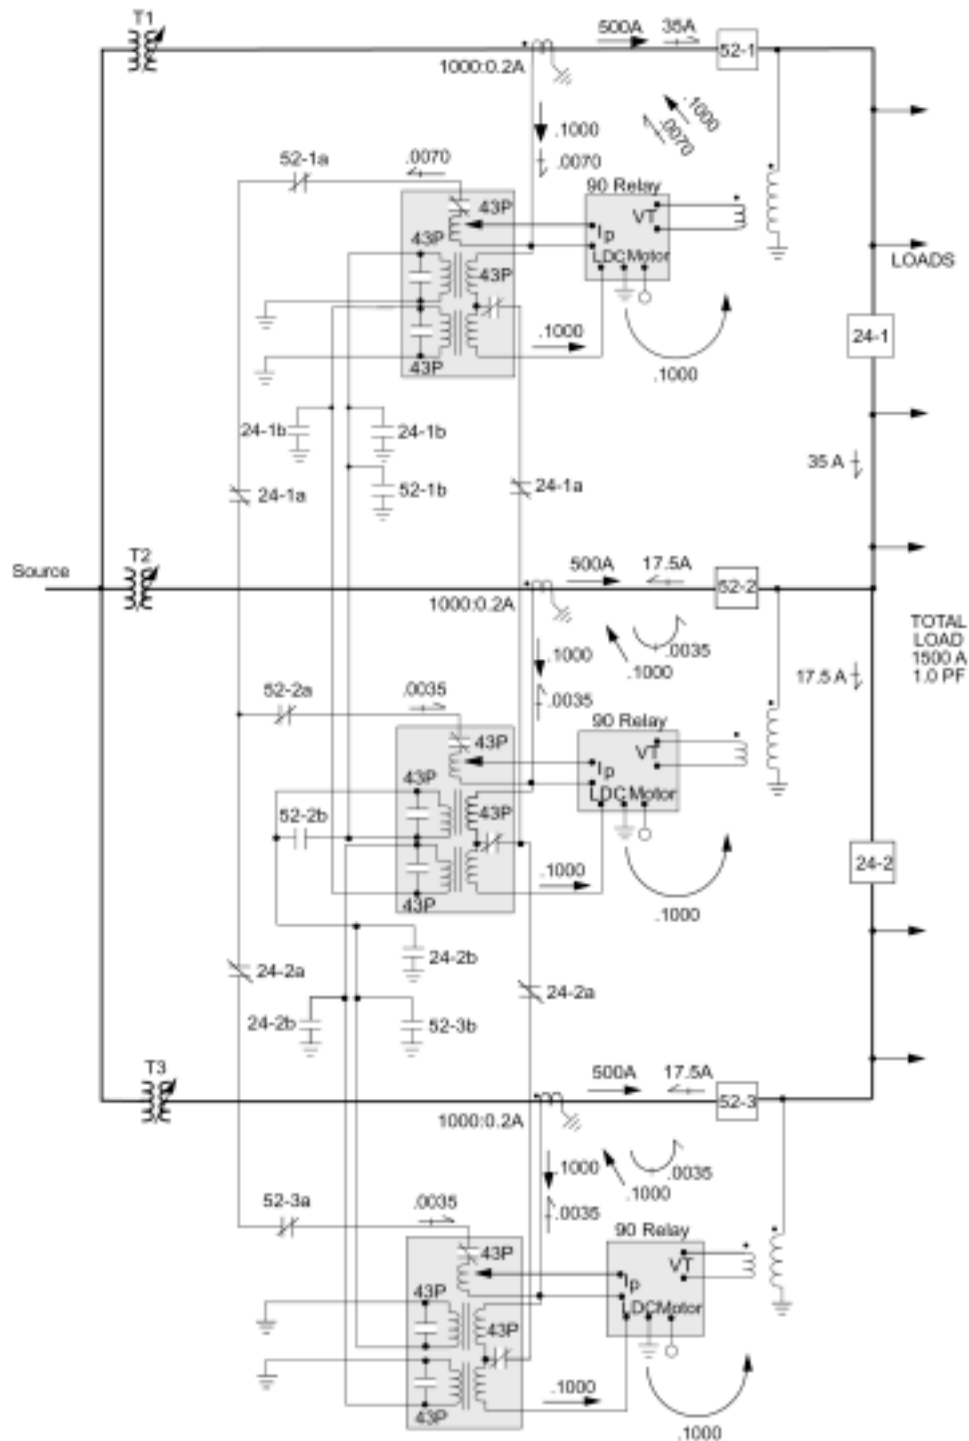 T1
500A 35A
52-1
1000:0.2A
.1000
.0070
.1000
.0070
52-1a
.0070
90 Relay
43P
VT
Ip
43P
LDC Motor
43P
LOADS
.1000
24-1
43P
.1000
24-1b
24-1b
35 A
52-1b
24-1a
24-1a
T2
Source
500A 17.5A
52-2
1000:0.2A
TOTAL
LOAD
1500 A
1.0 PF
.1000
.0035
.1000
17.5 A
52-2a
.0035
.0035
90 Relay
43P
VT
Ip
43P
LDC Motor
43P
52-2b
24-2
.1000
43P
.1000
24-2b
24-2a
24-2a
24-2b
52-3b
T3
500A 17.5A
52-3
1000:0.2A
.1000
.0035
.1000
52-3a
.0035
.0035
90 Relay
43P
VT
Ip
43P
LDC Motor
43P
.1000
43P
.1000